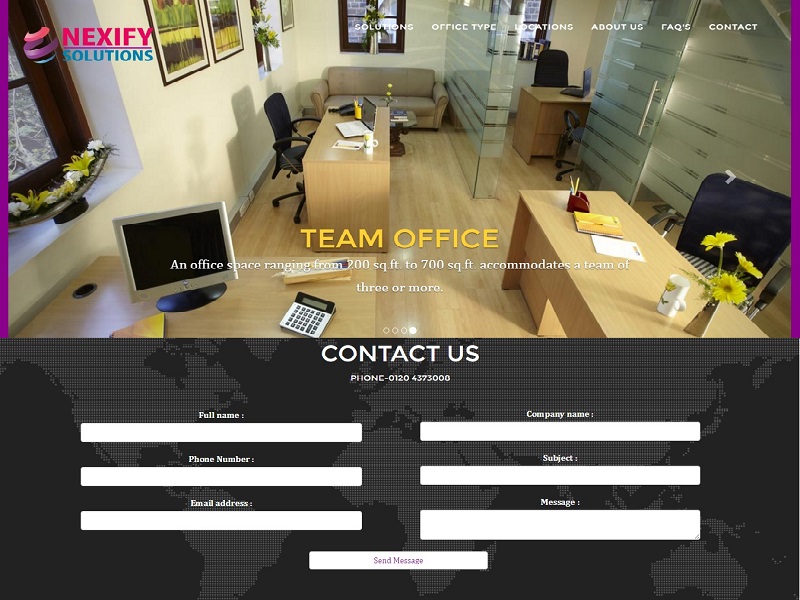 NEXIFY
SOLUTIONS
SOLUTIONS OFFICE TYPE LOCATIONS ABOUT US FAQ'S CONTACT
TEAM OFFICE
An office space ranging from 200 sq.ft. to 700 sq.ft. accommodates a team of
three or more.
CONTACT US
PHONE-0120 4373008
Full name :
Company name :
Phone Number :
Subject :
Email address :
Message :
Send Message